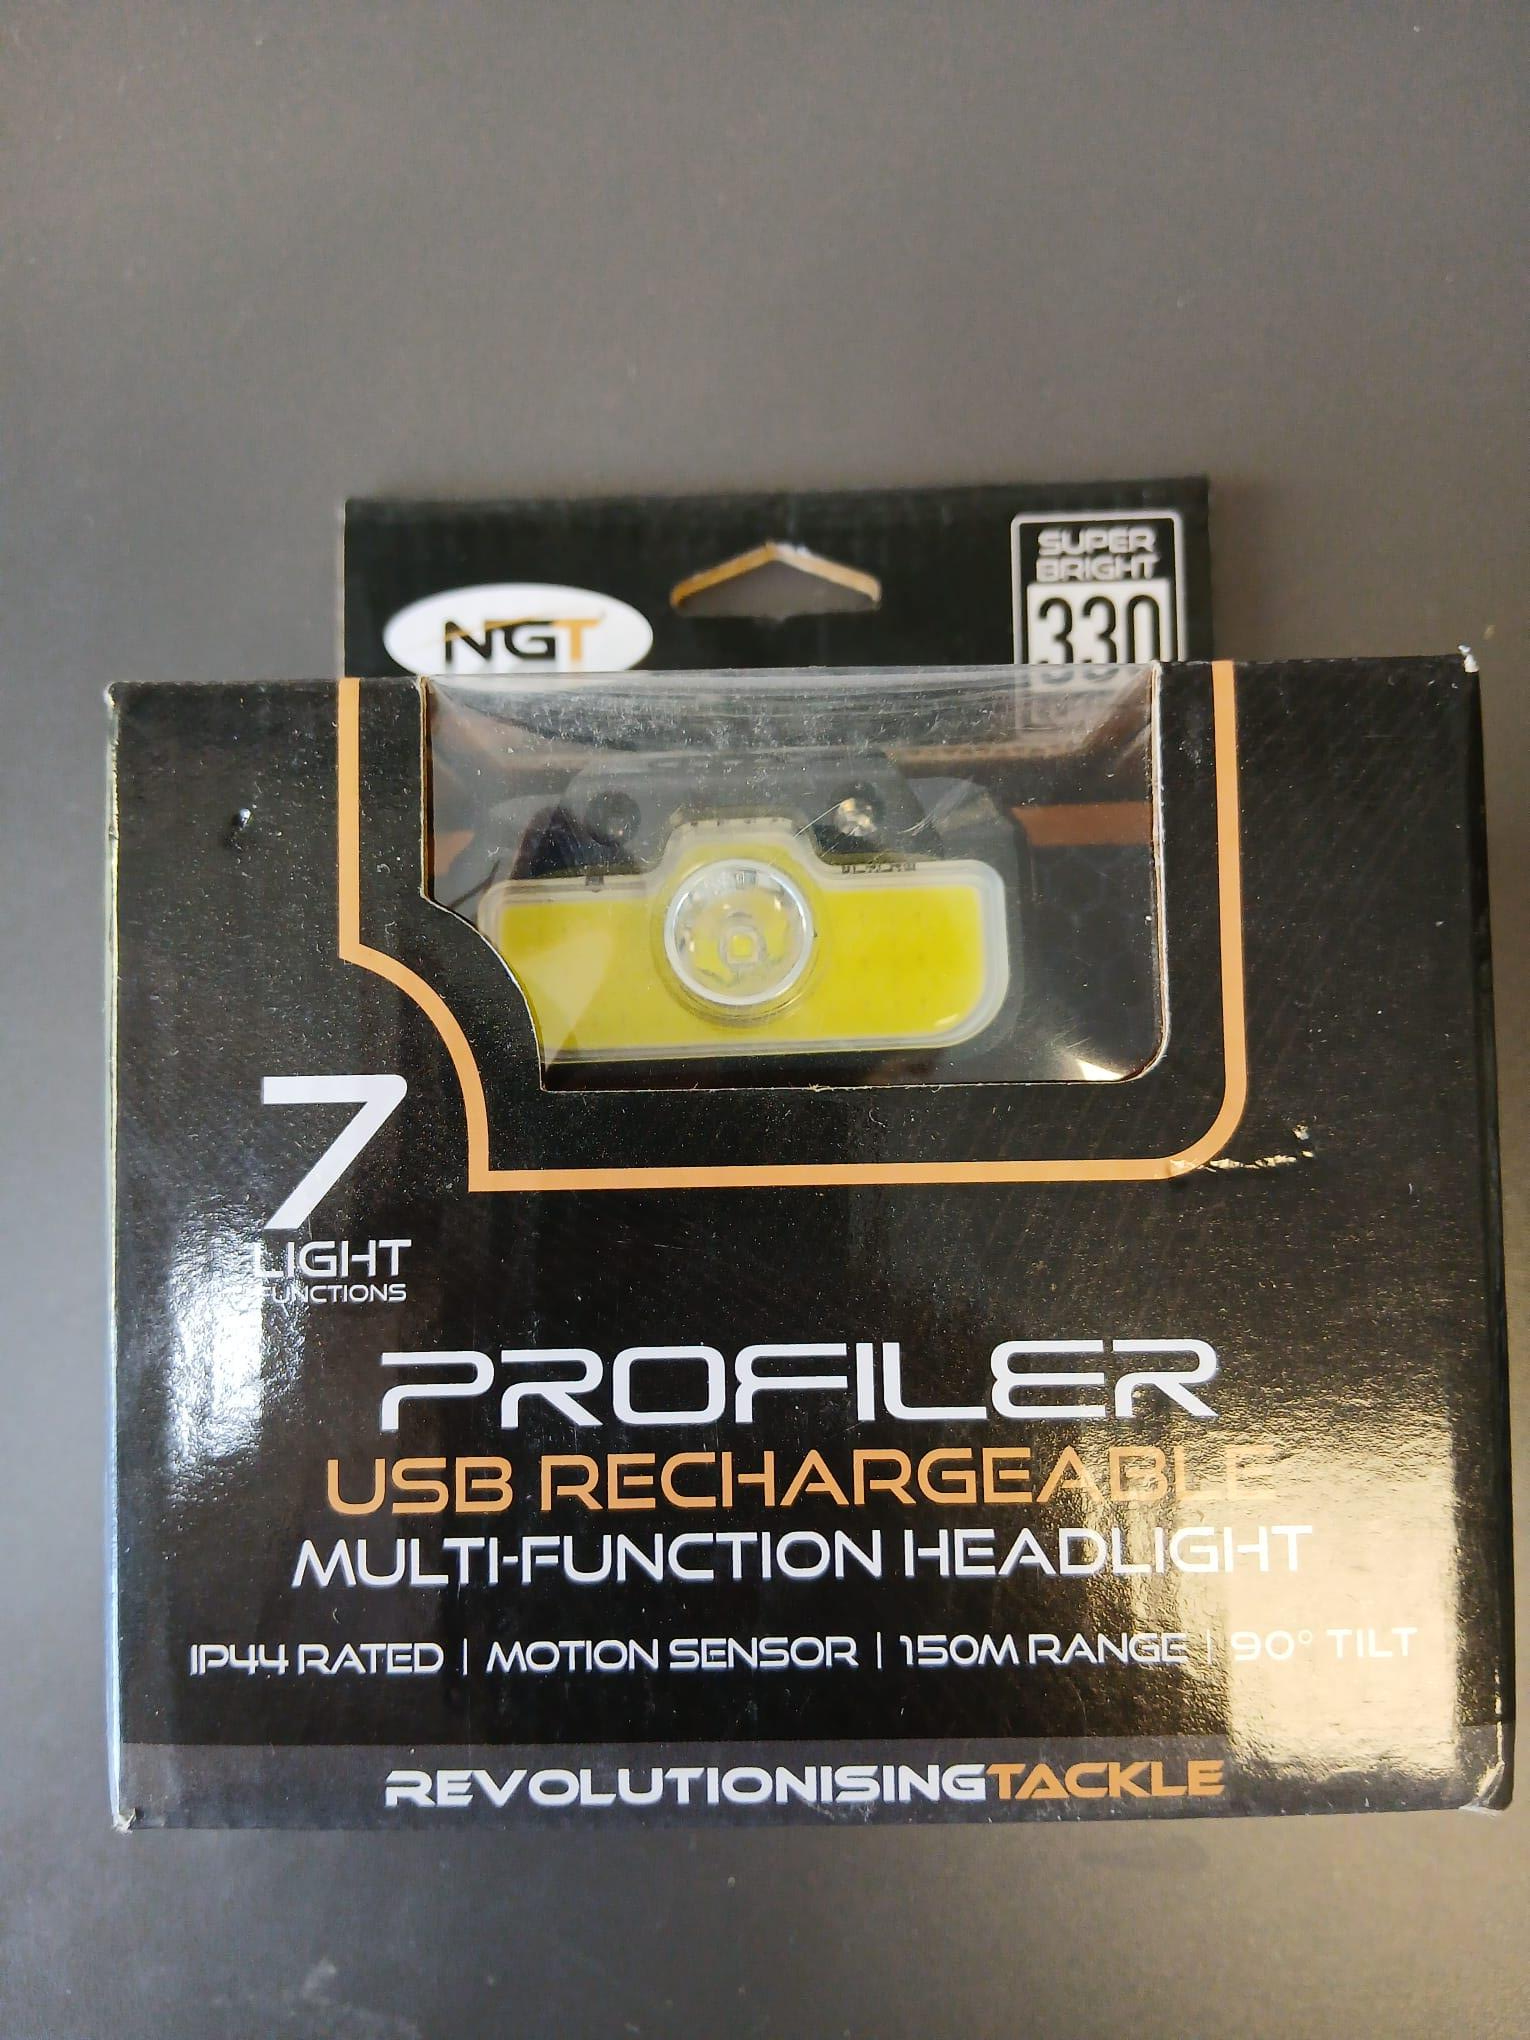 NGT
SUPER
BRIGHT
330
7
LIGHT
FUNCTIONS
PROFILER
USB RECHARGEABLE
MULTI-FUNCTION HEADLIGHT
IP44 RATED | MOTION SENSOR | 150M RANGE | 90° TILT
REVOLUTIONISINGTACKLE